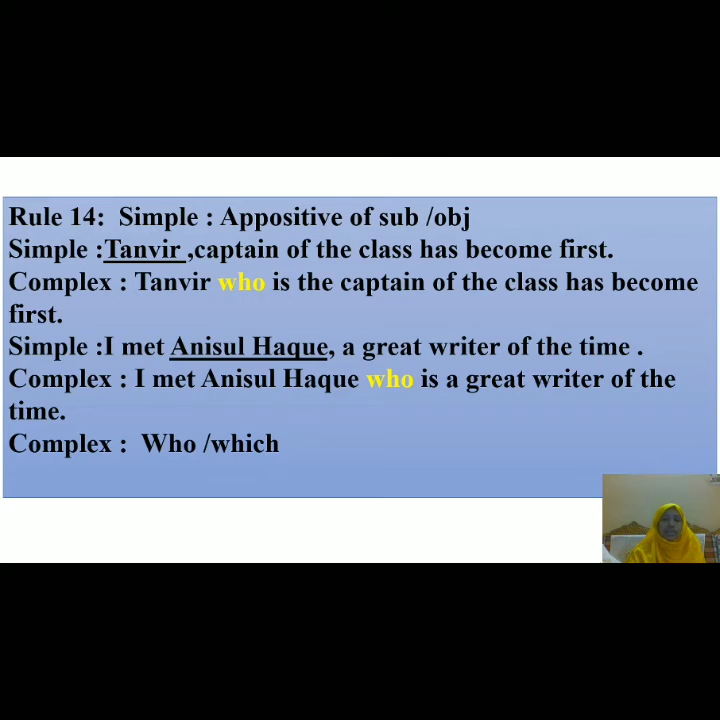 Rule 14:  Simple : Appositive of sub /obj
Simple :Tanvir ,captain of the class has become first.
Complex : Tanvir who is the captain of the class has become
first.
Simple :I met Anisul Haque, a great writer of the time .
Complex : I met Anisul Haque who is a great writer of the
time.
Complex :  Who /which